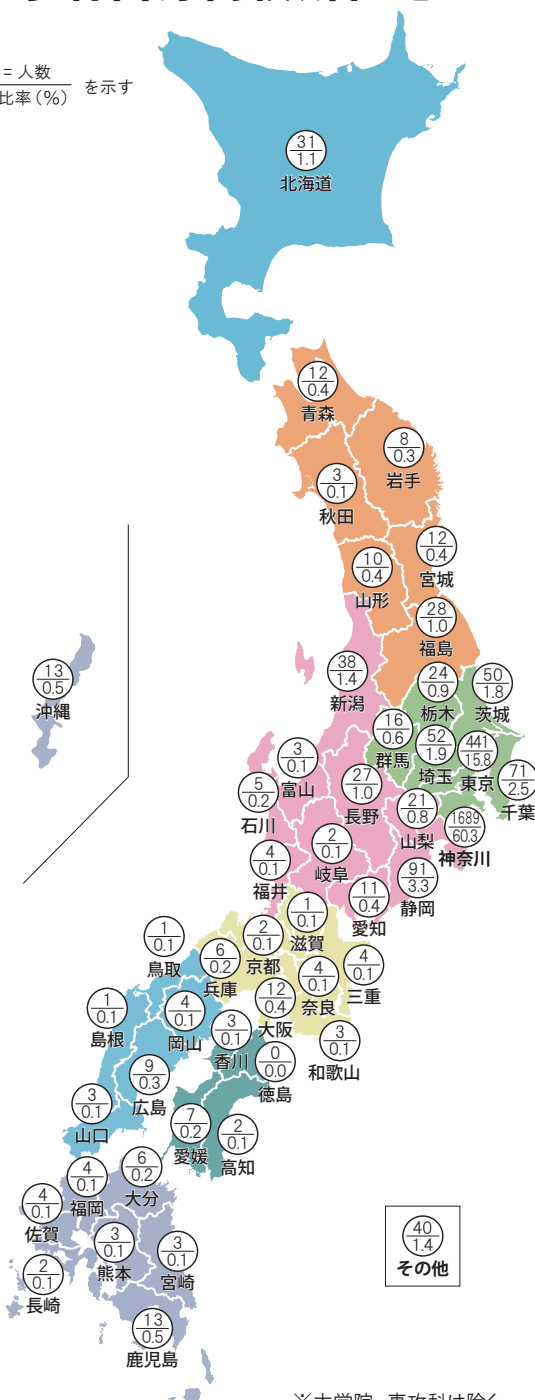 = 人数
比率(%)
を示す
31
1.1
北海道
12
0.4
青森
8
0.3
岩手
3
0.1
秋田
12
0.4
宮城
10
0.4
山形
28
1.0
福島
13
0.5
沖縄
38
1.4
新潟
24
0.9
栃木
50
1.8
茨城
16
0.6
群馬
52
1.9
埼玉
441
15.8
東京
71
2.5
千葉
3
0.1
富山
5
0.2
石川
27
1.0
長野
21
0.8
山梨
1689
60.3
神奈川
2
0.1
岐阜
4
0.1
福井
91
3.3
静岡
11
0.4
愛知
1
0.1
滋賀
2
0.1
京都
1
0.1
鳥取
6
0.2
兵庫
4
0.1
奈良
4
0.1
三重
12
0.4
大阪
1
0.1
島根
4
0.1
岡山
3
0.1
香川
3
0.1
和歌山
0
0.0
徳島
9
0.3
広島
3
0.1
山口
7
0.2
愛媛
2
0.1
高知
6
0.2
大分
4
0.1
福岡
4
0.1
佐賀
3
0.1
熊本
3
0.1
宮崎
2
0.1
長崎
13
0.5
鹿児島
40
1.4
その他